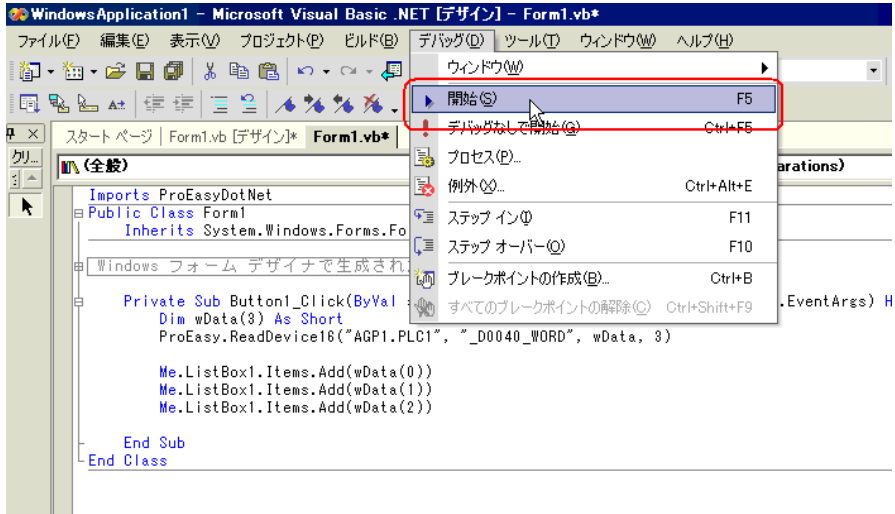 WindowsApplication1 - Microsoft Visual Basic .NET [デザイン] - Form1.vb*
ファイル(F) 編集(E) 表示(V) プロジェクト(P) ビルド(B) デバッグ(D) ツール(T) ウィンドウ(W) ヘルプ(H)
ウィンドウ(W)
開始(S) F5
デバッグなしで開始(G) Ctrl+F5
プロセス(P)...
例外(X)... Ctrl+Alt+E
ステップ イン(I) F11
ステップ オーバー(O) F10
ブレークポイントの作成(B)... Ctrl+B
すべてのブレークポイントの解除(C) Ctrl+Shift+F9
スタート ページ Form1.vb [デザイン]* Form1.vb*
クリ...
(全般) arations)
Imports ProEasyDotNet
Public Class Form1
Inherits System.Windows.Forms.Fo
Windows フォーム デザイナで生成され
Private Sub Button1_Click(ByVal .EventArgs) H
Dim wData(3) As Short
ProEasy.ReadDevice16("AGP1.PLC1", "_D0040_WORD", wData, 3)
Me.ListBox1.Items.Add(wData(0))
Me.ListBox1.Items.Add(wData(1))
Me.ListBox1.Items.Add(wData(2))
End Sub
End Class